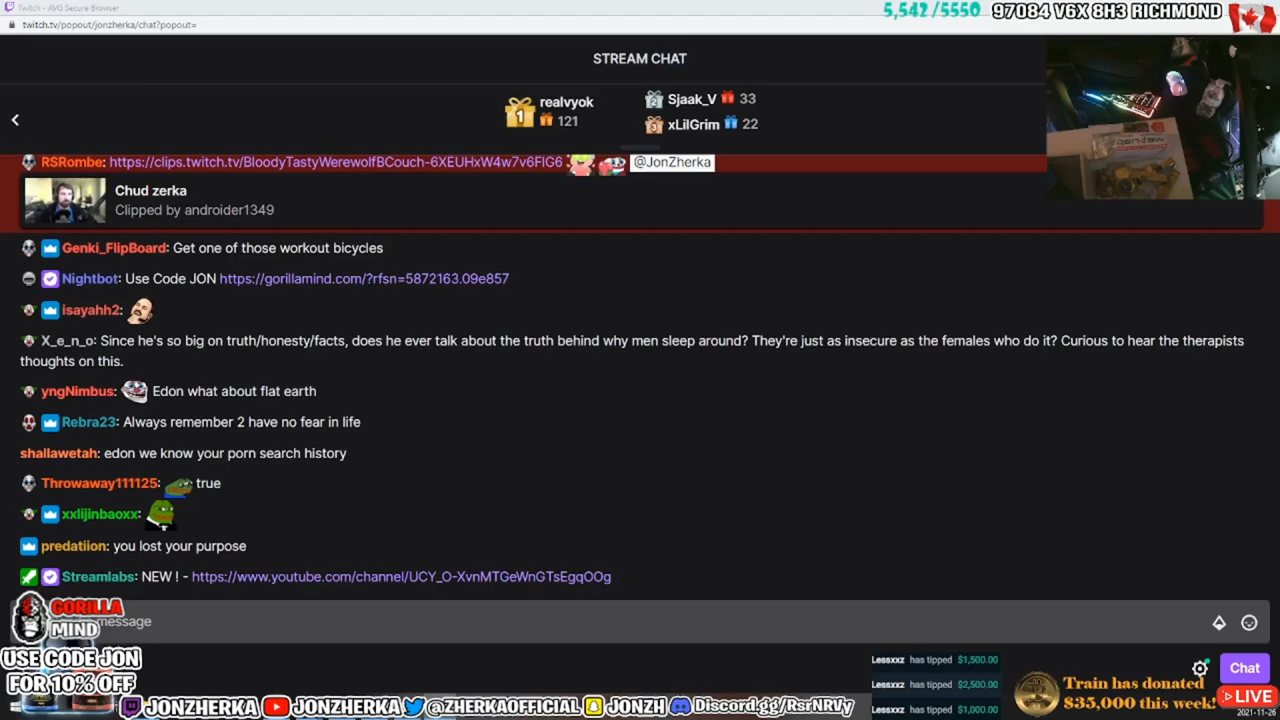 Twitch - AVG Secure Browser
twitch.tv/popout/jonzherka/chat?popout=
5,542 /5550
97084 V6X 8H3 RICHMOND
STREAM CHAT
1
realvyok
121
2
Sjaak_V 33
3
xLilGrim 22
RSRombe: https://clips.twitch.tv/BloodyTastyWerewolfBCouch-6XEUHxW4w7v6FIG6 @JonZherka
Chud zerka
Clipped by androider1349
Genki_FlipBoard: Get one of those workout bicycles
Nightbot: Use Code JON https://gorillamind.com/?rfsn=5872163.09e857
isayahh2:
X_e_n_o: Since he's so big on truth/honesty/facts, does he ever talk about the truth behind why men sleep around? They're just as insecure as the females who do it? Curious to hear the therapists
thoughts on this.
yngNimbus: Edon what about flat earth
Rebra23: Always remember 2 have no fear in life
shallawetah: edon we know your porn search history
Throwaway111125: true
xxlijinbaoxx:
predatiion: you lost your purpose
Streamlabs: NEW ! - https://www.youtube.com/channel/UCY_O-XvnMTGeWnGTsEgqOOg
GORILLA
MIND
message
USE CODE JON
FOR 10% OFF
Lessxxz has tipped $1,500.00
Lessxxz has tipped $2,500.00
Lessxxz has tipped $1,000.00
Chat
Train has donated
$35,000 this week!
LIVE
2021-11-26
JONZHERKA JONZHERKA @ZHERKAOFFICIAL JONZH Discord.gg/RsrNRVy